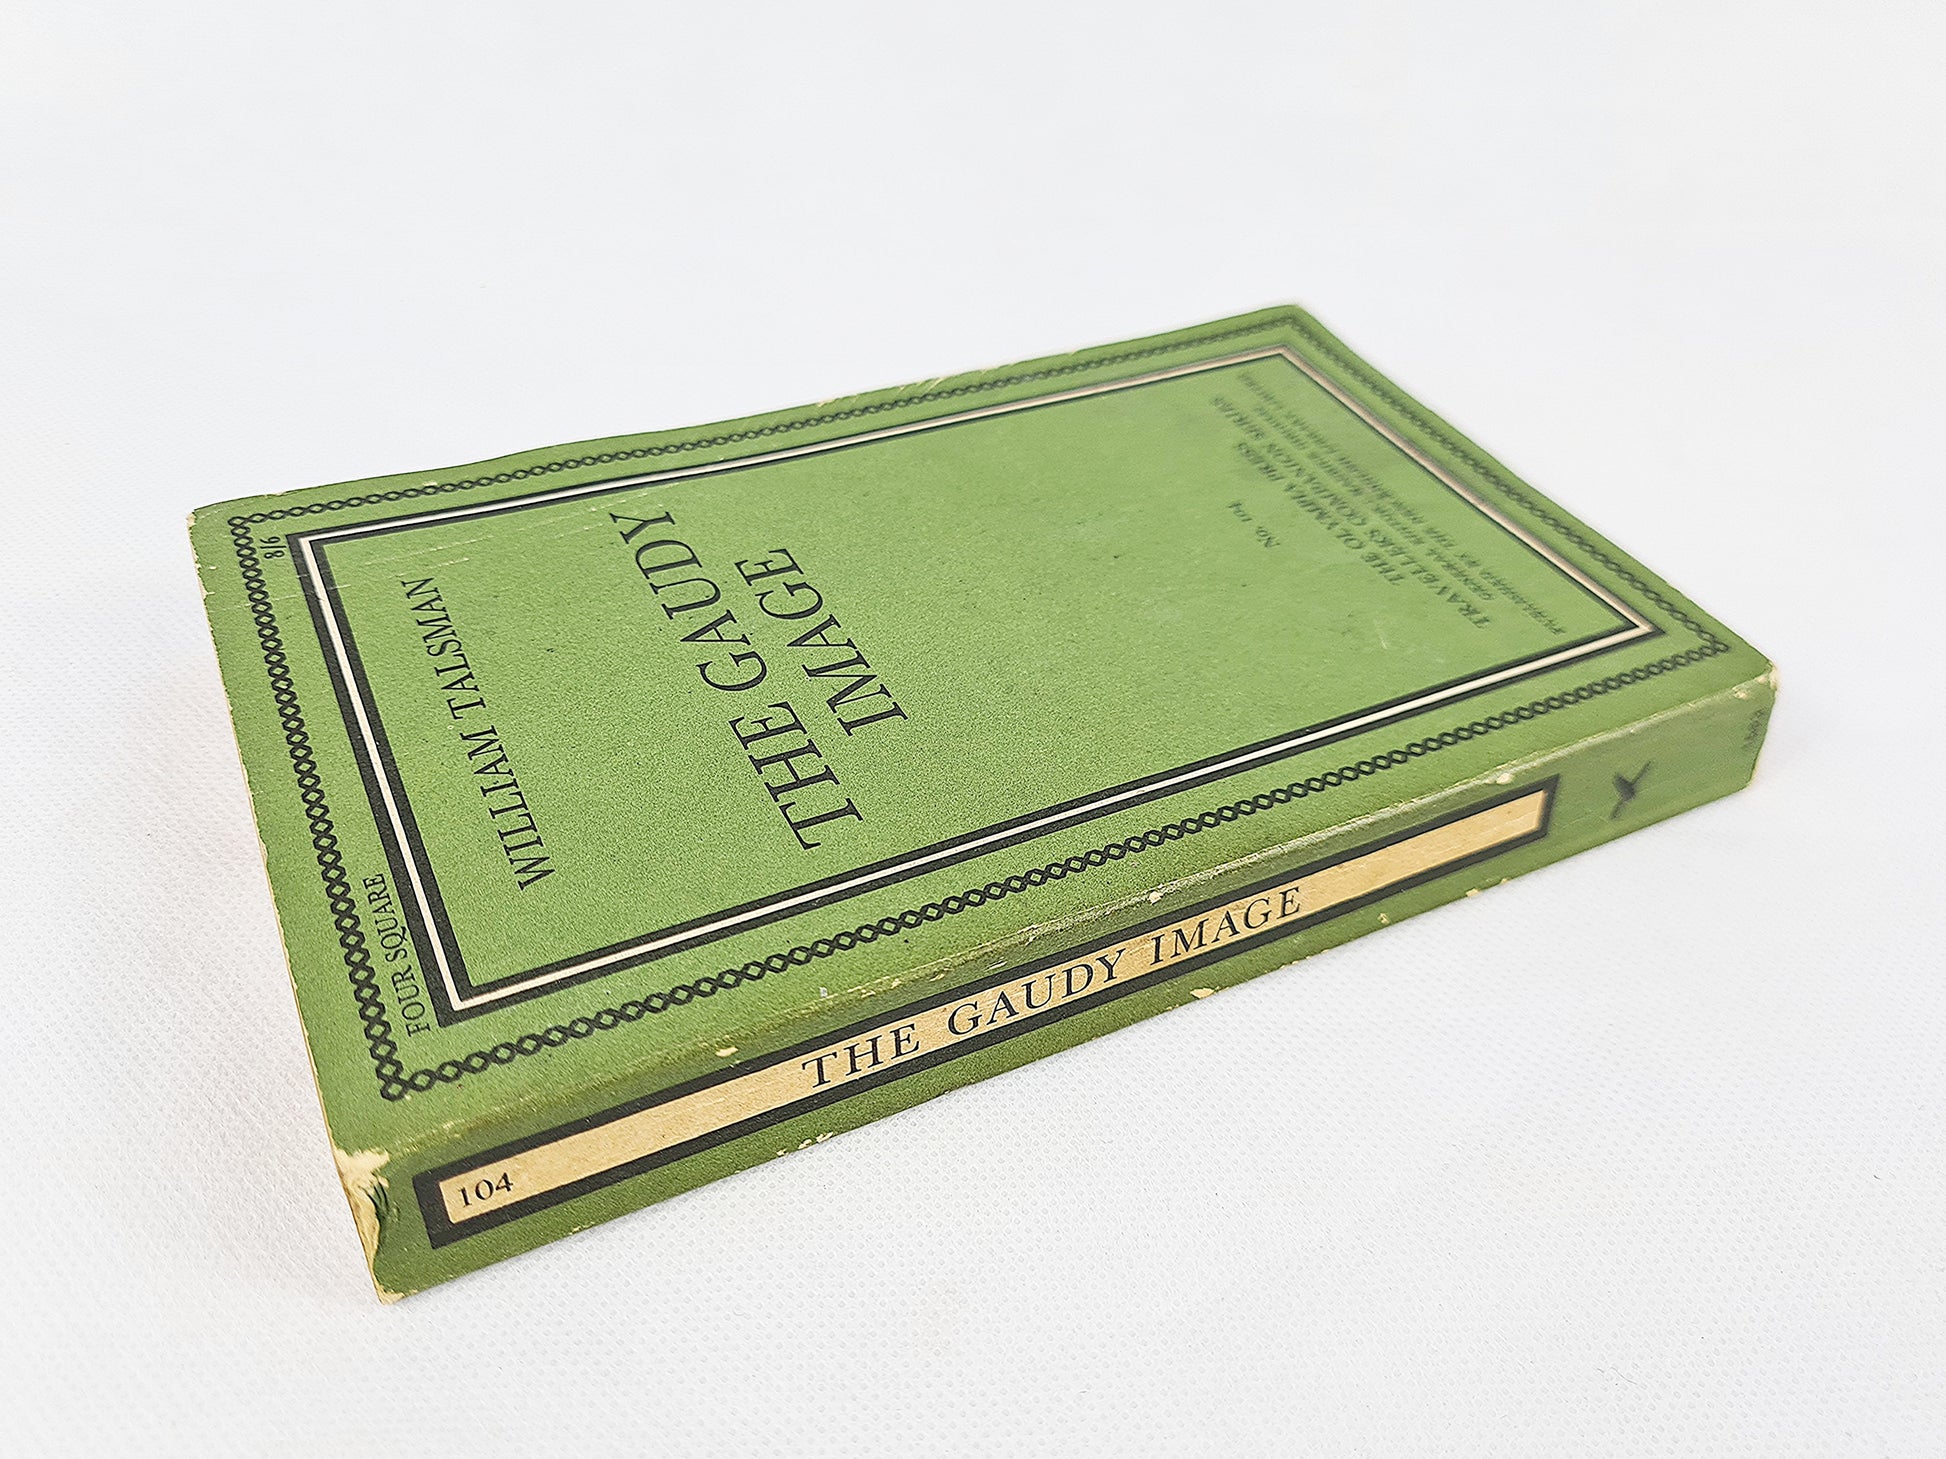 FOUR SQUARE
8/6
WILLIAM TALSMAN
THE GAUDY
IMAGE
No. 104
THE OLYMPIA PRESS
TRAVELLERS COMPANION SERIES
104
THE GAUDY IMAGE